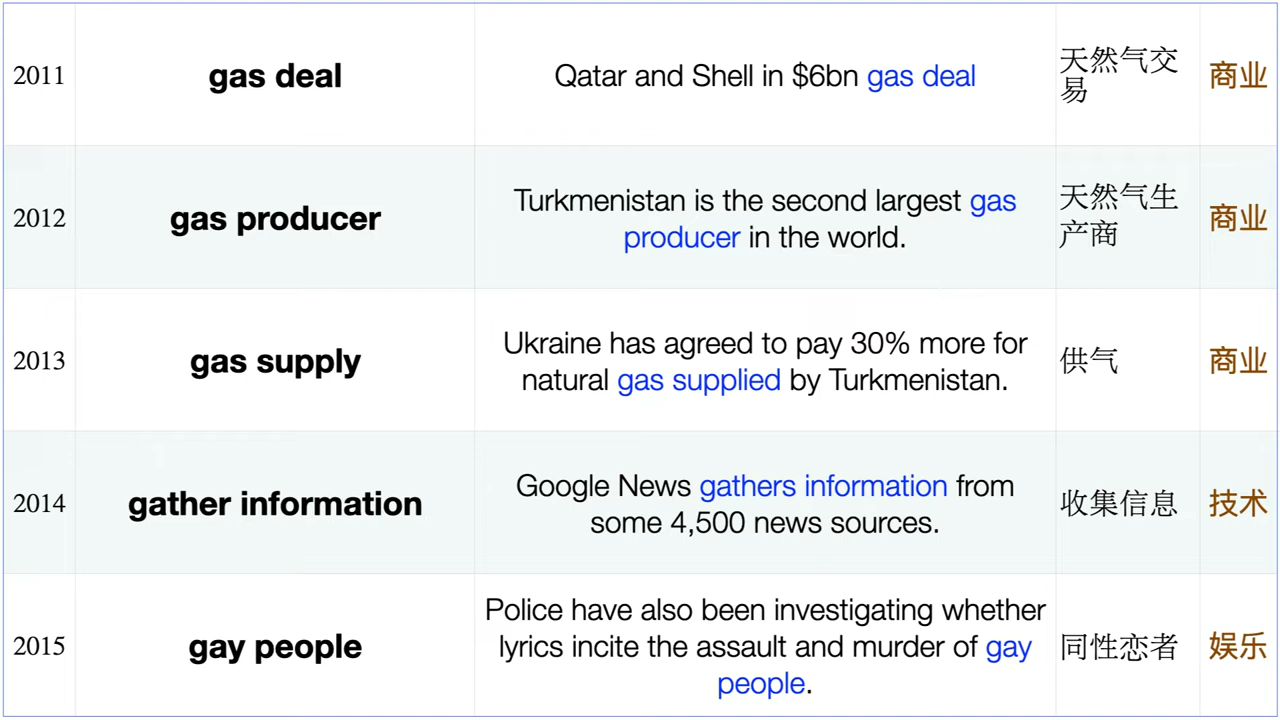 2011
gas deal
Qatar and Shell in $6bn gas deal
天然气交
易
商业
2012
gas producer
Turkmenistan is the second largest gas
producer in the world.
天然气生
产商
商业
2013
gas supply
Ukraine has agreed to pay 30% more for
natural gas supplied by Turkmenistan.
供气
商业
2014
gather information
Google News gathers information from
some 4,500 news sources.
收集信息
技术
2015
gay people
Police have also been investigating whether
lyrics incite the assault and murder of gay
people.
同性恋者
娱乐